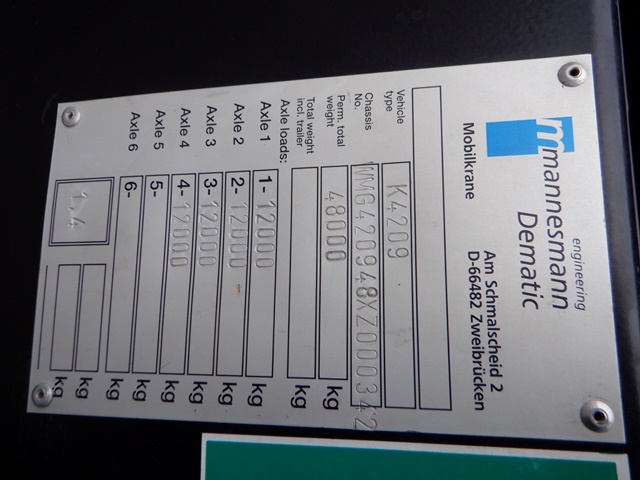 engineering
mannesmann
Dematic
Mobilkrane
Am Schmalscheid 2
D-66482 Zweibrücken
Vehicle type K4209
Chassis No. WMG420948XZ000342
Perm. total weight 48000 kg
Total weight incl. trailer kg
Axle loads:
Axle 1 1- 12000 kg
Axle 2 2- 12000 kg
Axle 3 3- 12000 kg
Axle 4 4- 12000 kg
Axle 5 5- kg
Axle 6 6- kg
1,4 kg
kg